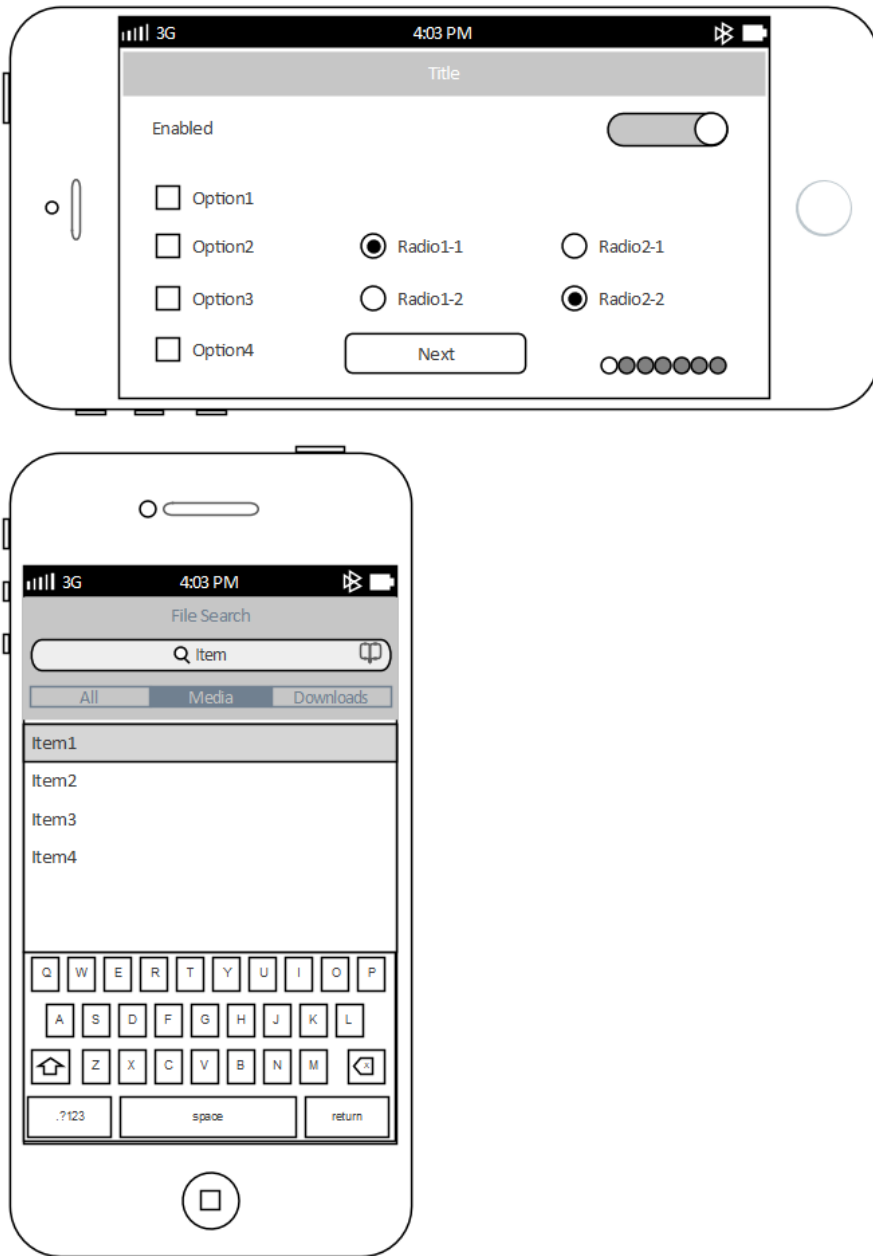 3G 4:03 PM
Title
Enabled
Option1
Option2 Radio1-1 Radio2-1
Option3 Radio1-2 Radio2-2
Option4 Next
3G 4:03 PM
File Search
Item
All Media Downloads
Item1
Item2
Item3
Item4
Q W E R T Y U I O P
A S D F G H J K L
Z X C V B N M X
.?123 space return